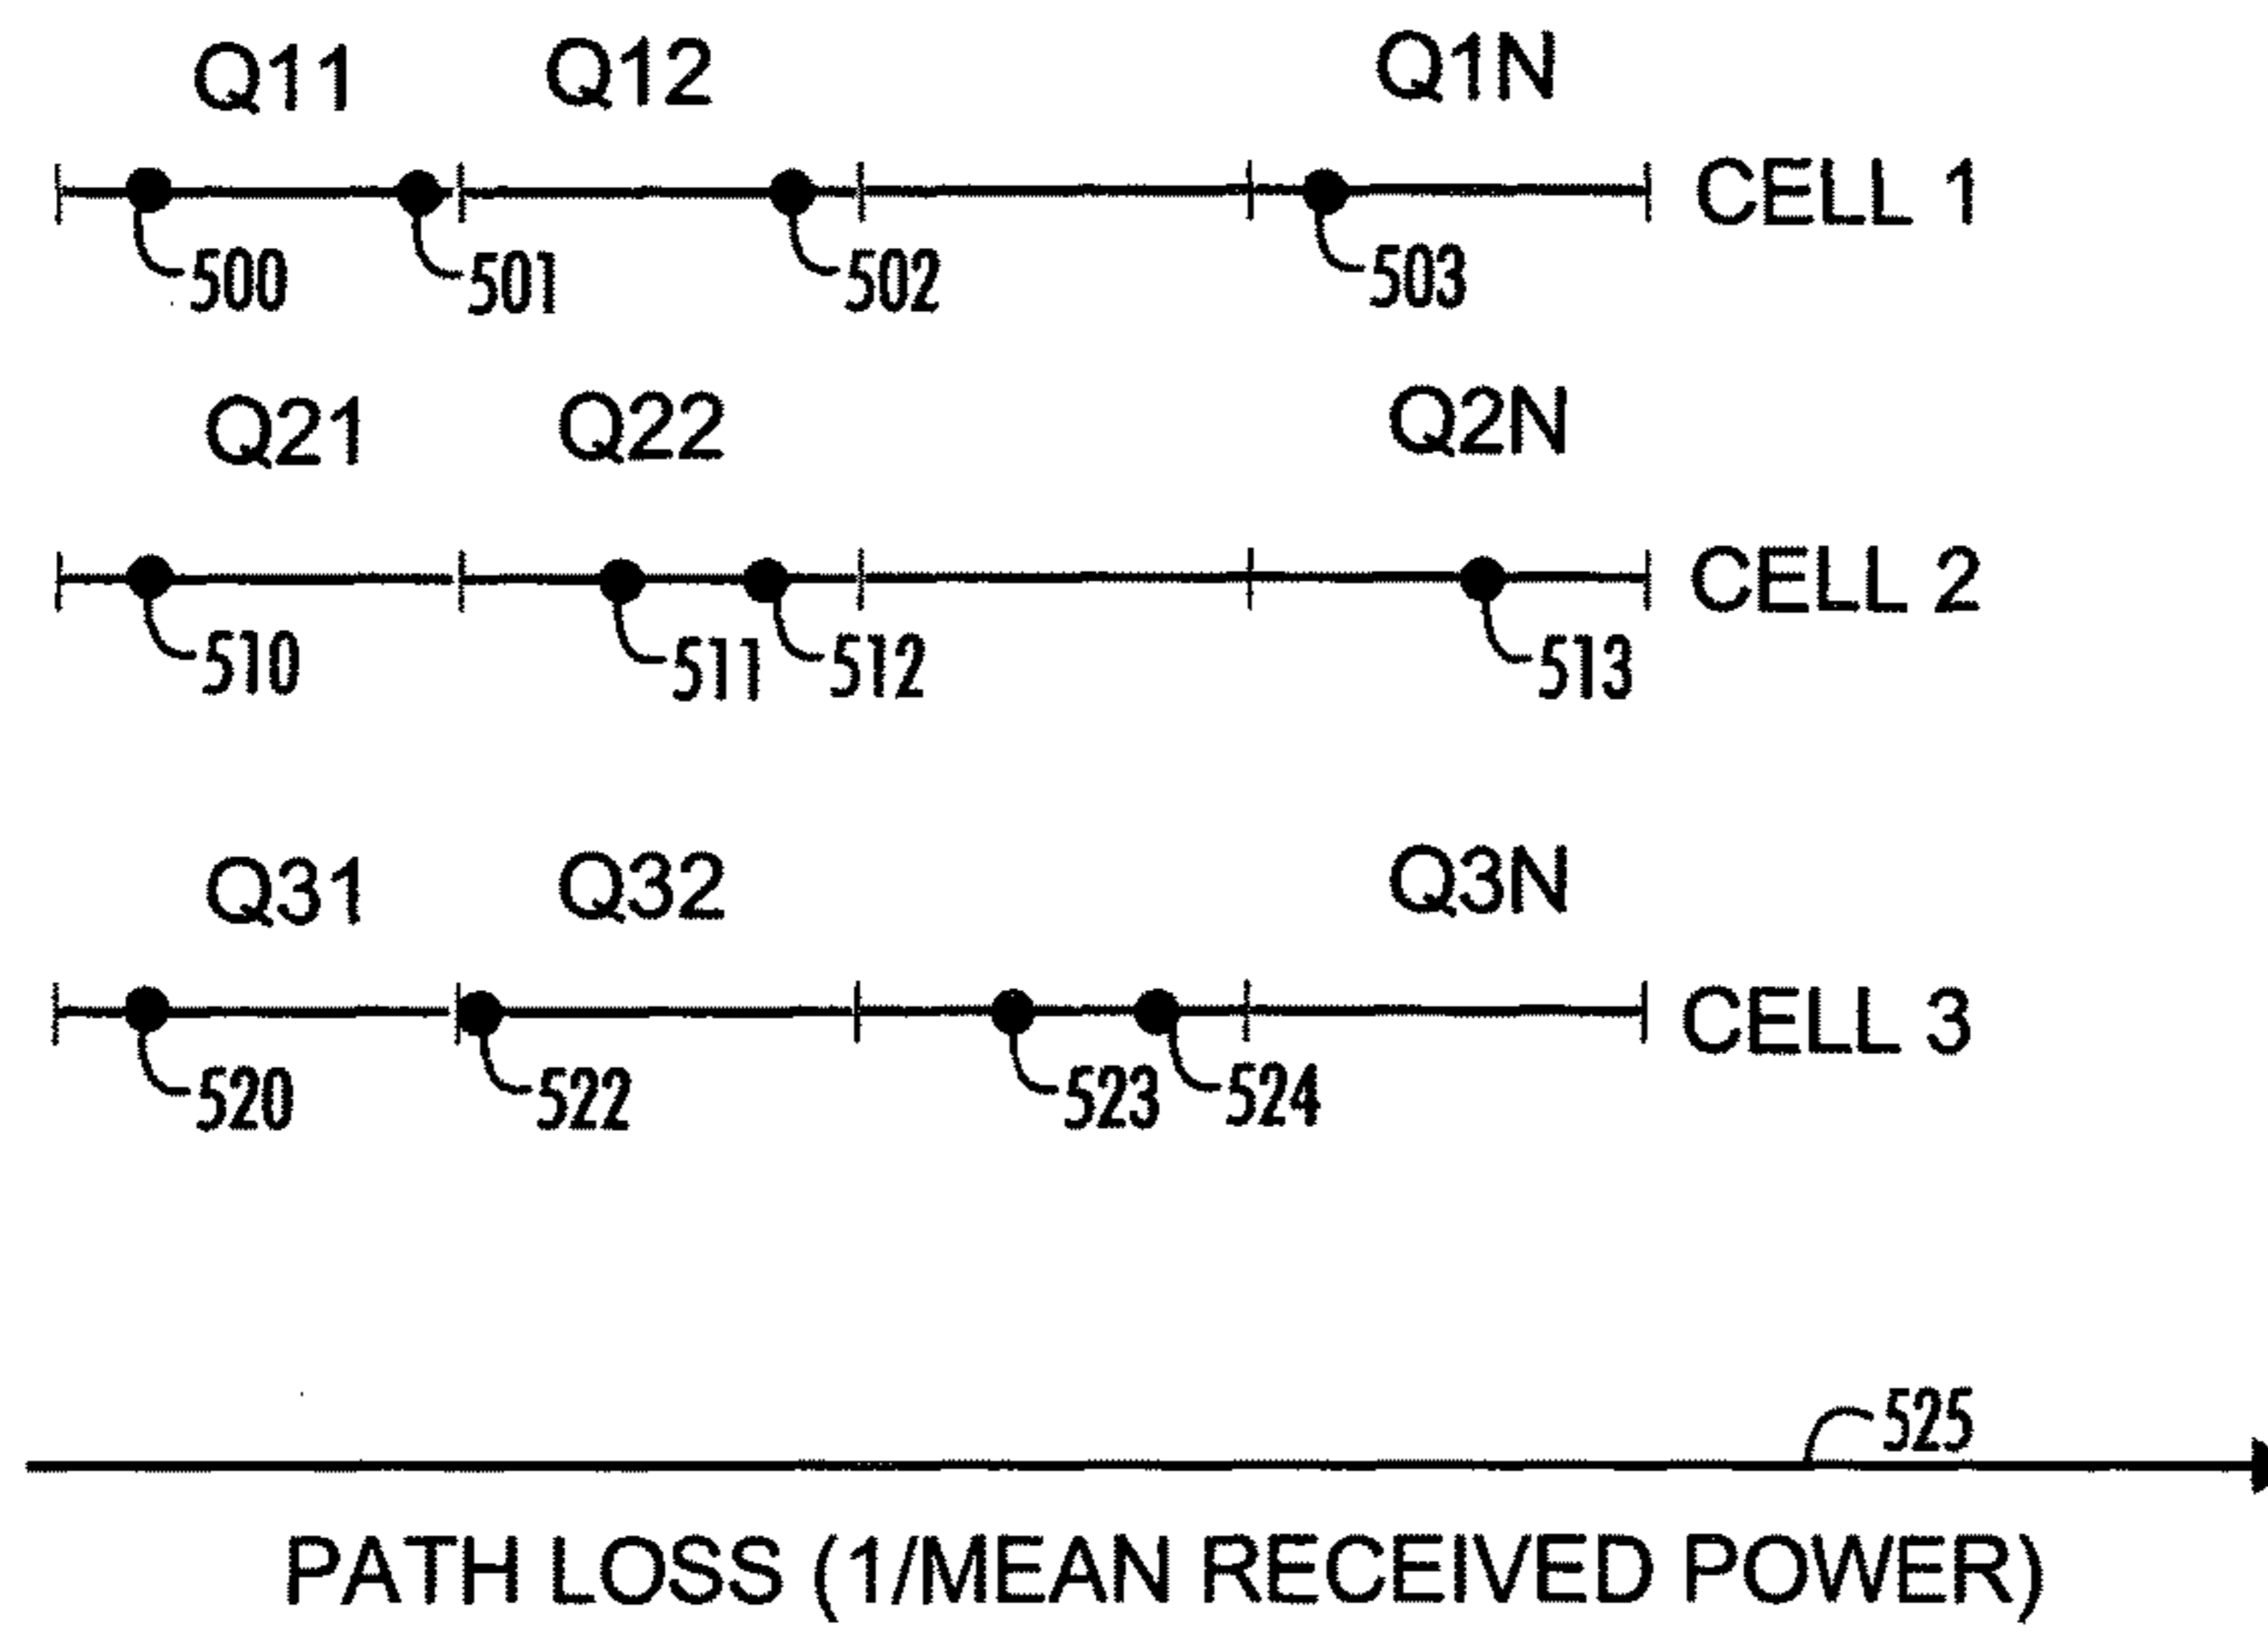 Q11 Q12 Q1N
CELL 1
500 501 502 503
Q21 Q22 Q2N
CELL 2
510 511 512 513
Q31 Q32 Q3N
CELL 3
520 522 523 524
525
PATH LOSS (1/MEAN RECEIVED POWER)